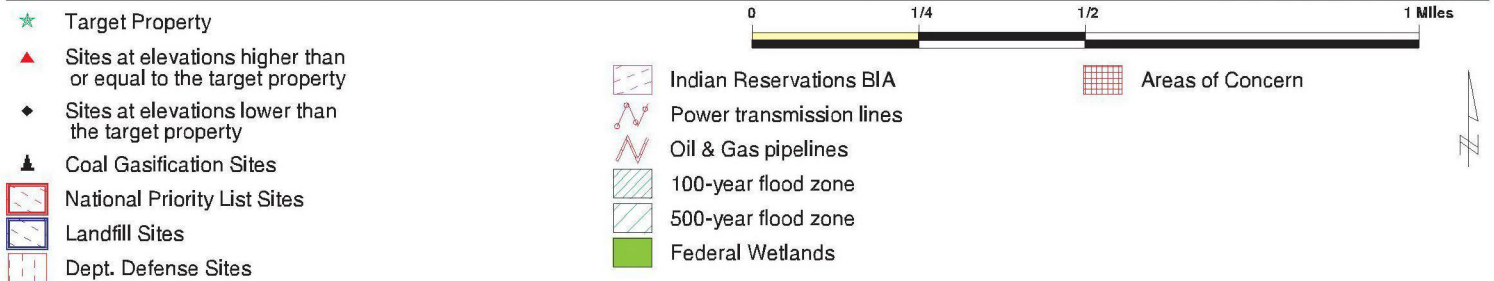 Target Property
Sites at elevations higher than
or equal to the target property
Sites at elevations lower than
the target property
Coal Gasification Sites
National Priority List Sites
Landfill Sites
Dept. Defense Sites
0 1/4 1/2 1 Miles
Indian Reservations BIA
Power transmission lines
Oil & Gas pipelines
100-year flood zone
500-year flood zone
Federal Wetlands
Areas of Concern
N